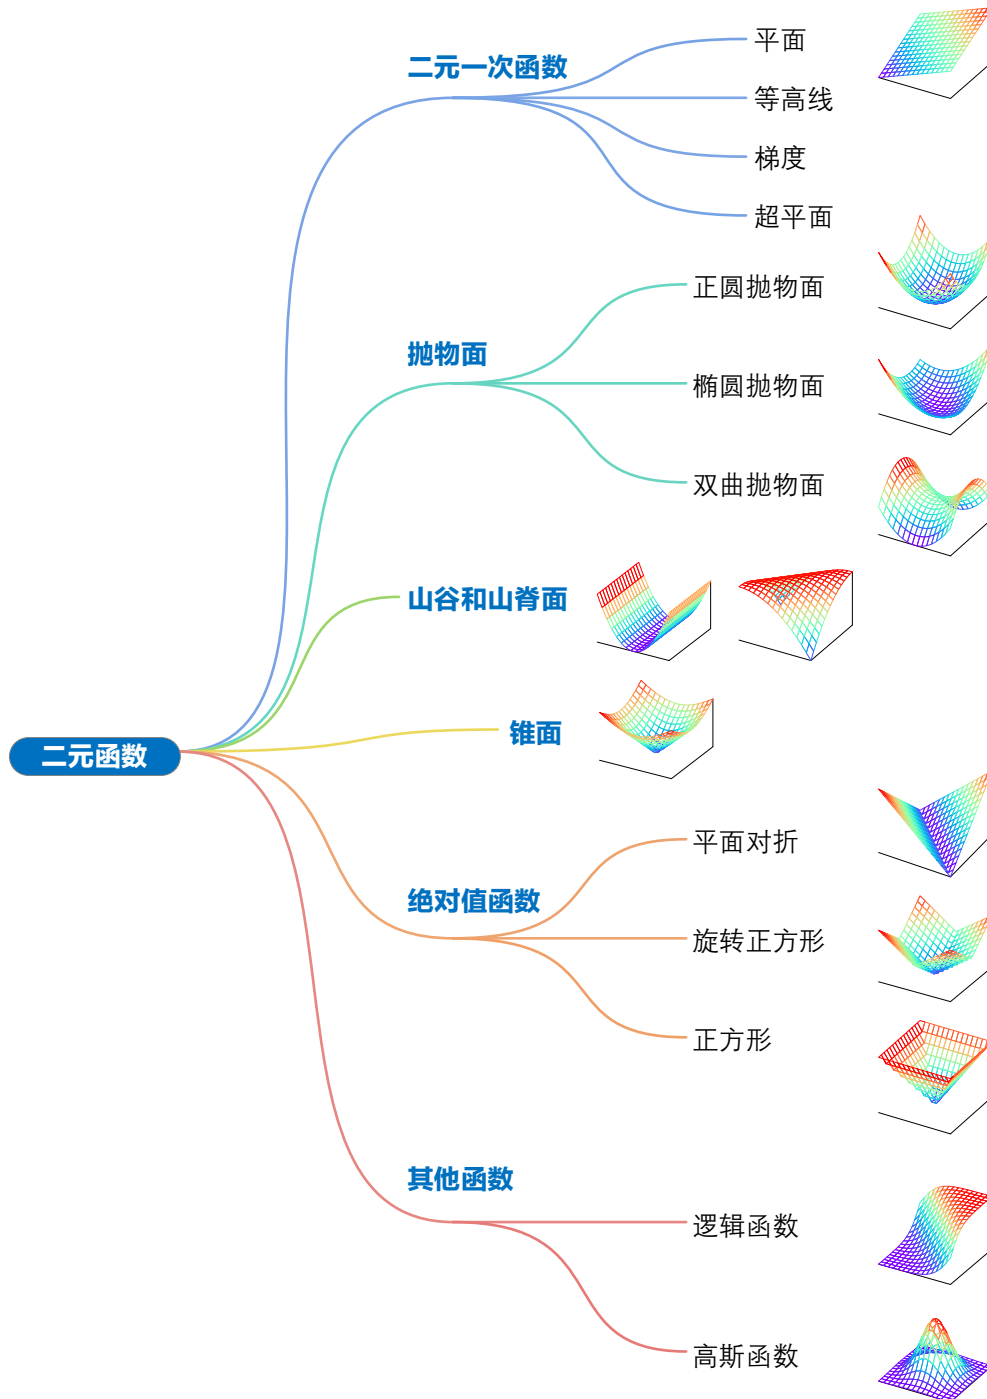 二元一次函数
平面
等高线
梯度
超平面
抛物面
正圆抛物面
椭圆抛物面
双曲抛物面
山谷和山脊面
锥面
二元函数
绝对值函数
平面对折
旋转正方形
正方形
其他函数
逻辑函数
高斯函数